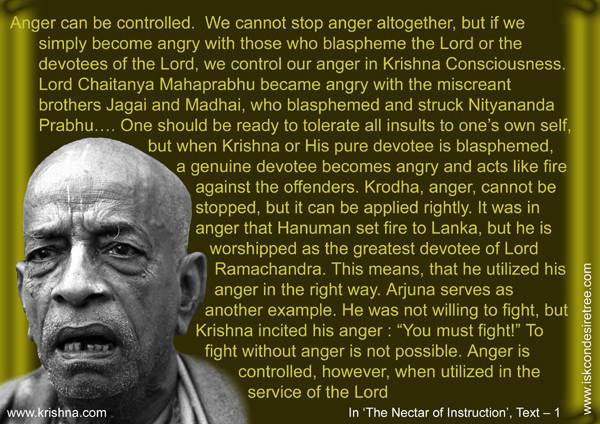 Anger can be controlled.  We cannot stop anger altogether, but if we
simply become angry with those who blaspheme the Lord or the
devotees of the Lord, we control our anger in Krishna Consciousness.
Lord Chaitanya Mahaprabhu became angry with the miscreant
brothers Jagai and Madhai, who blasphemed and struck Nityananda
Prabhu.... One should be ready to tolerate all insults to one's own self,
but when Krishna or His pure devotee is blasphemed,
a genuine devotee becomes angry and acts like fire
against the offenders. Krodha, anger, cannot be
stopped, but it can be applied rightly. It was in
anger that Hanuman set fire to Lanka, but he is
worshipped as the greatest devotee of Lord
Ramachandra. This means, that he utilized his
anger in the right way. Arjuna serves as
another example. He was not willing to fight, but
Krishna incited his anger : “You must fight!” To
fight without anger is not possible. Anger is
controlled, however, when utilized in the
service of the Lord
www.krishna.com
In ‘The Nectar of Instruction’, Text – 1
www.iskcondesiretree.com